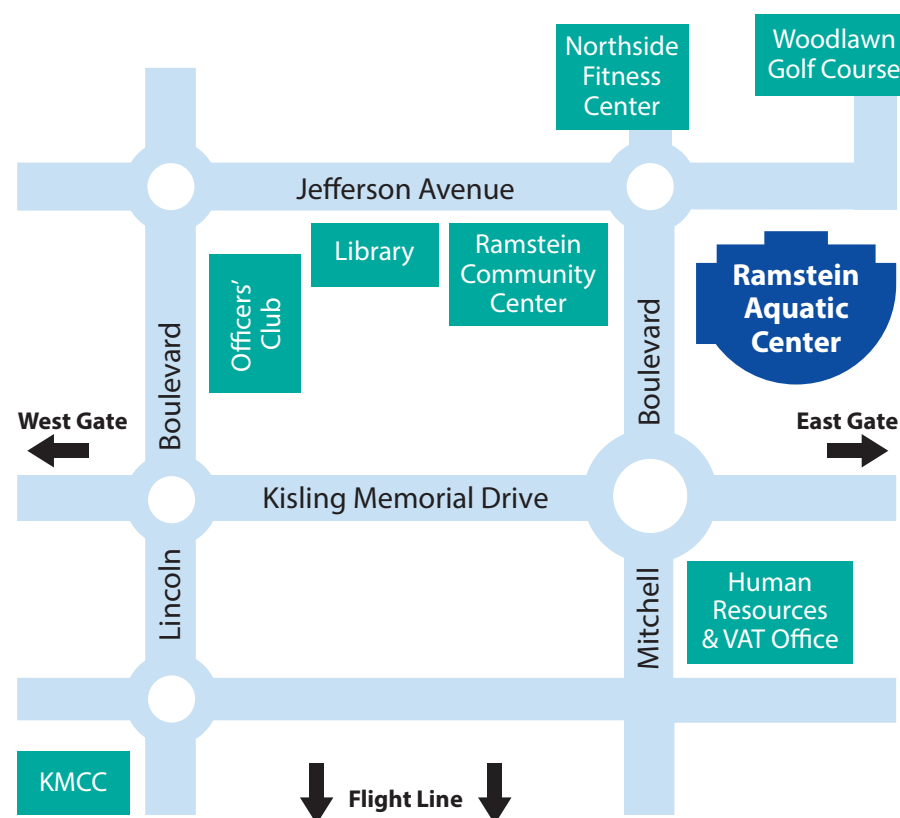 Northside
Fitness
Center
Woodlawn
Golf Course
Jefferson Avenue
Officers'
Club
Library
Ramstein
Community
Center
Ramstein
Aquatic
Center
Boulevard
Boulevard
West Gate
East Gate
Kisling Memorial Drive
Lincoln
Mitchell
Human
Resources
& VAT Office
KMCC
Flight Line